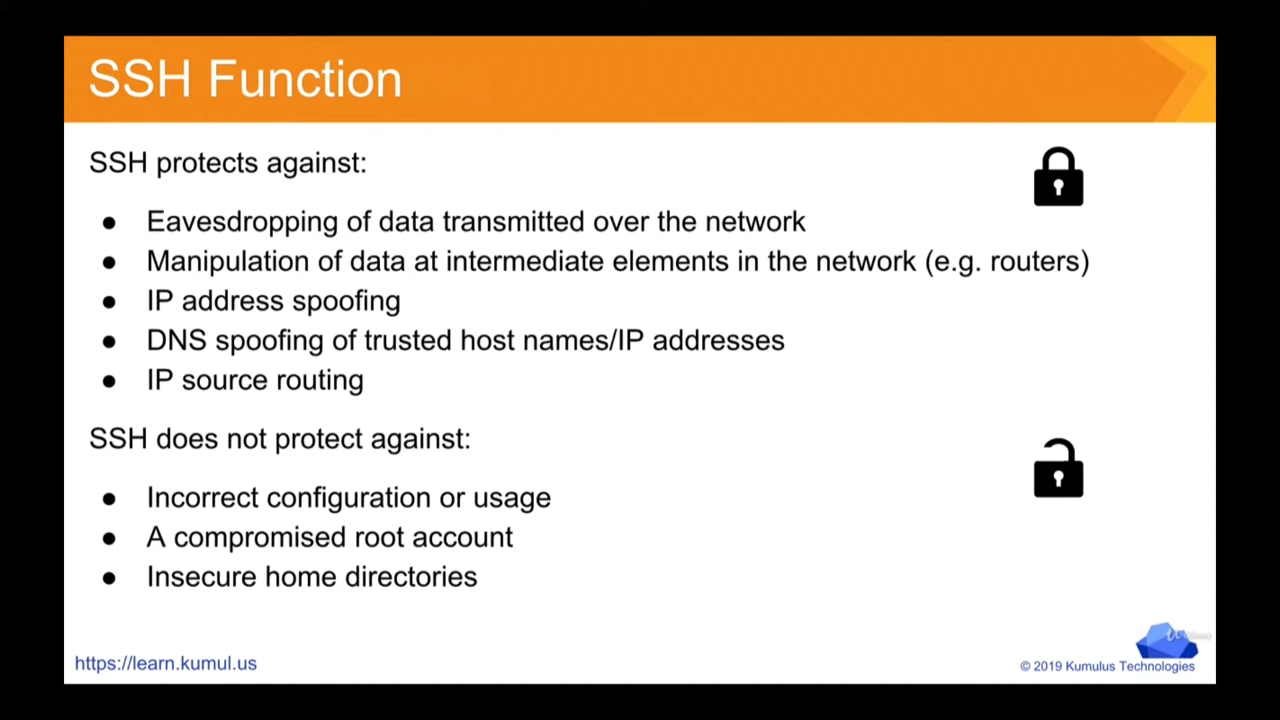 SSH Function
SSH protects against:
● Eavesdropping of data transmitted over the network
● Manipulation of data at intermediate elements in the network (e.g. routers)
● IP address spoofing
● DNS spoofing of trusted host names/IP addresses
● IP source routing
SSH does not protect against:
● Incorrect configuration or usage
● A compromised root account
● Insecure home directories
https://learn.kumul.us
© 2019 Kumulus Technologies